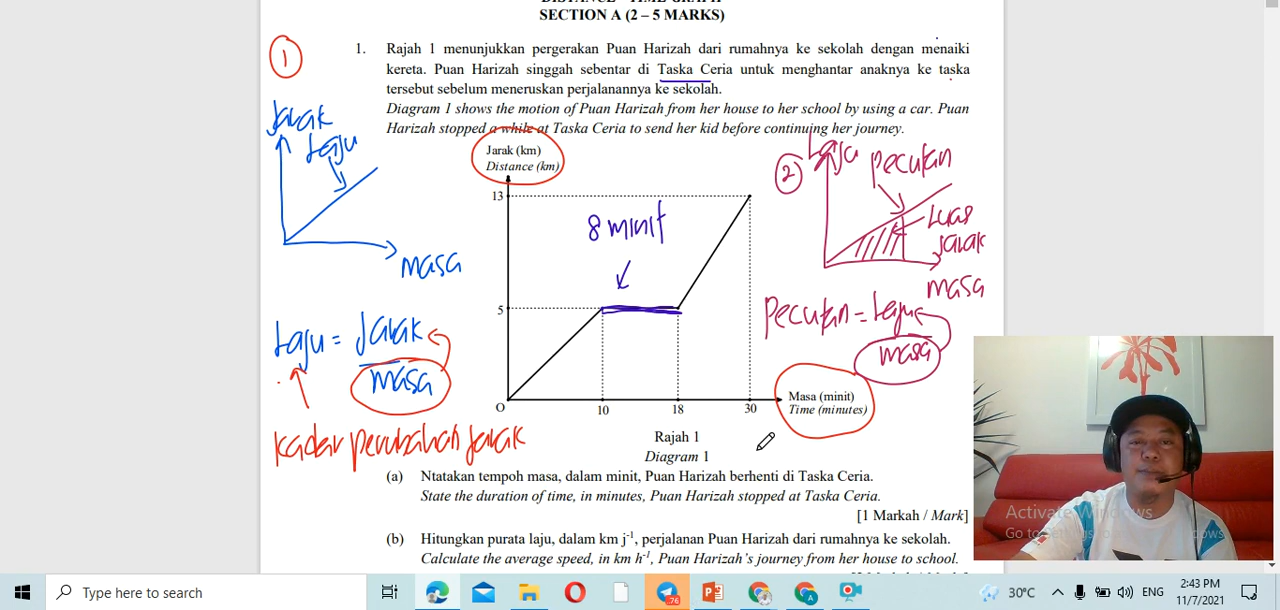 DISTANCE - TIME GRAPH
SECTION A (2 – 5 MARKS)
1
1. Rajah 1 menunjukkan pergerakan Puan Harizah dari rumahnya ke sekolah dengan menaiki
kereta. Puan Harizah singgah sebentar di Taska Ceria untuk menghantar anaknya ke taska
tersebut sebelum meneruskan perjalanannya ke sekolah.
Diagram 1 shows the motion of Puan Harizah from her house to her school by using a car. Puan
Harizah stopped a while at Taska Ceria to send her kid before continuing her journey.
Jarak
Laju
masa
Laju = Jarak
masa
kadar perubahan jarak
Jarak (km)
Distance (km)
13
5
O
10
18
30
8 minit
Masa (minit)
Time (minutes)
2
Laju
pecutan
Luas
jarak
masa
Pecutan = Laju
masa
Rajah 1
Diagram 1
(a) Ntatakan tempoh masa, dalam minit, Puan Harizah berhenti di Taska Ceria.
State the duration of time, in minutes, Puan Harizah stopped at Taska Ceria.
[1 Markah / Mark]
(b) Hitungkan purata laju, dalam km j⁻¹, perjalanan Puan Harizah dari rumahnya ke sekolah.
Calculate the average speed, in km h⁻¹, Puan Harizah's journey from her house to school.
Activate Windows
Go to
Type here to search
76
30°C
ENG
2:43 PM
11/7/2021